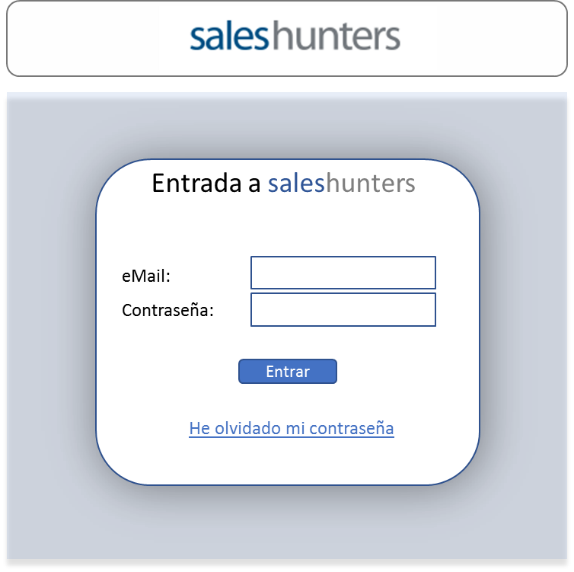 saleshunters
Entrada a saleshunters
eMail:
Contraseña:
Entrar
He olvidado mi contraseña